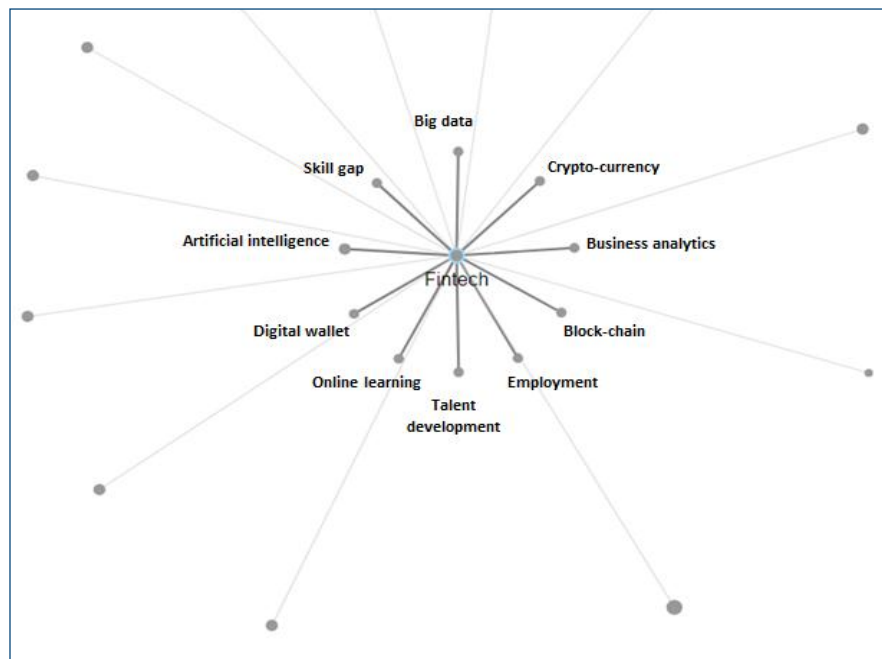 Big data
Skill gap
Crypto-currency
Artificial intelligence
Business analytics
Fintech
Digital wallet
Block-chain
Online learning
Employment
Talent
development